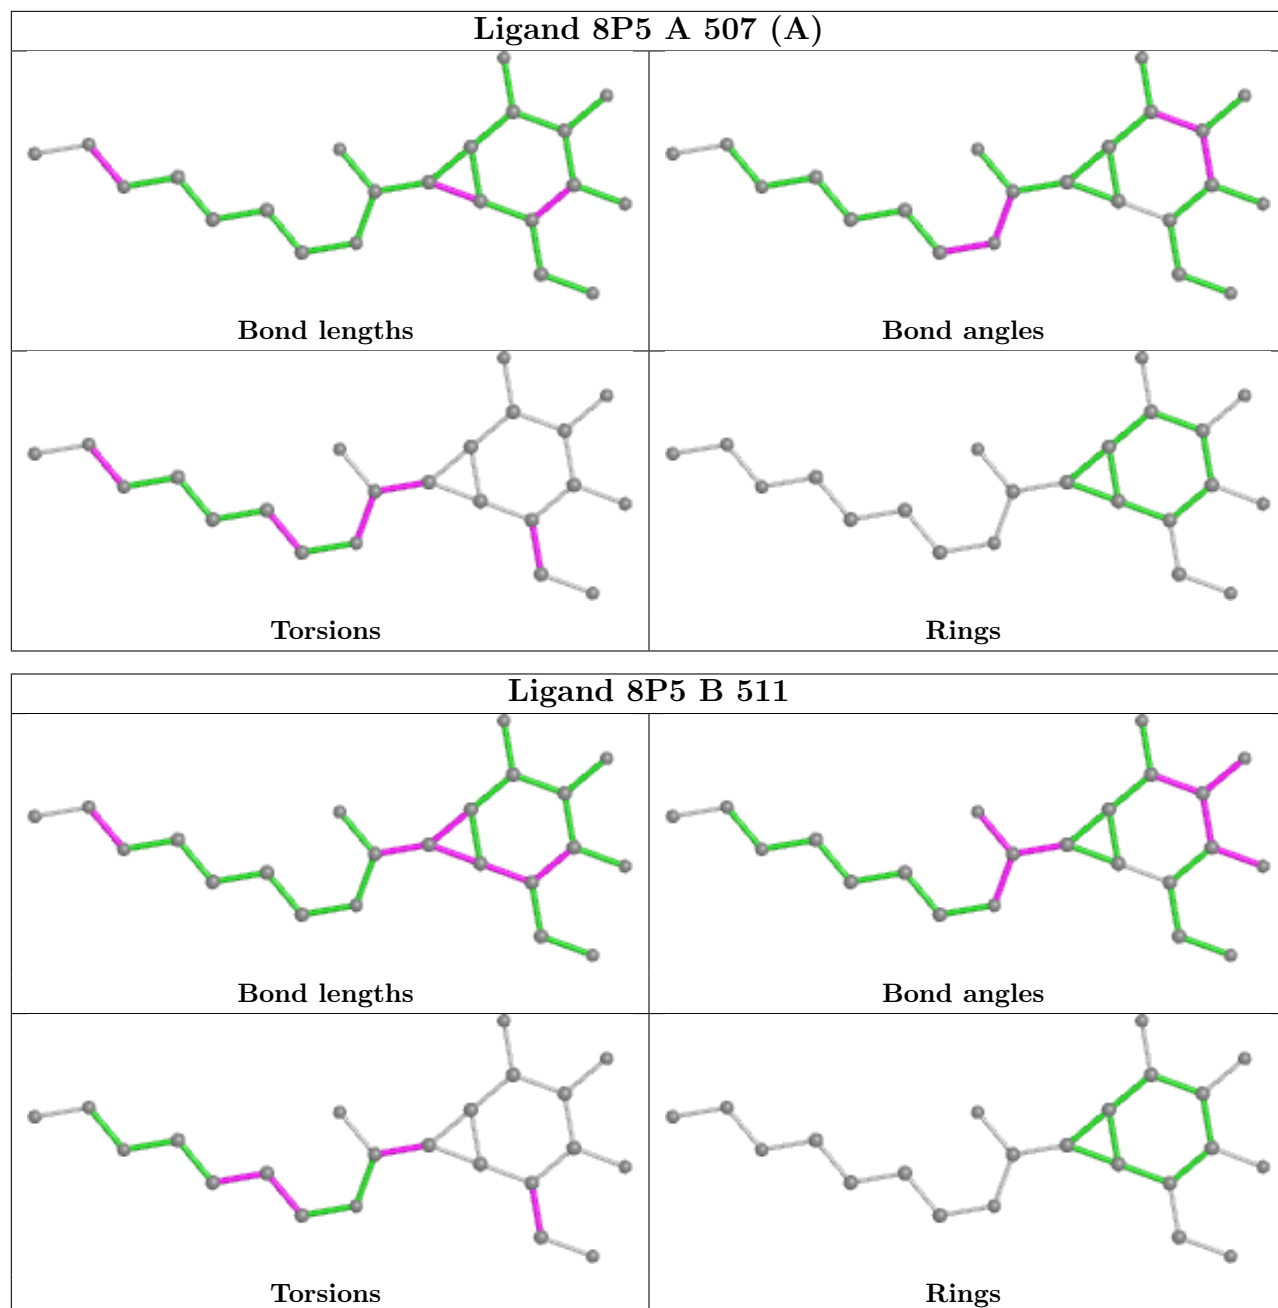 Ligand 8P5 A 507 (A)
Bond lengths
Bond angles
Torsions
Rings
Ligand 8P5 B 511
Bond lengths
Bond angles
Torsions
Rings